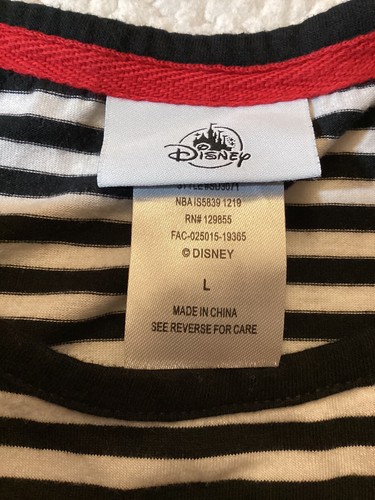 Disney
NBA IS5839 1219
RN# 129855
FAC-025015-19365
© DISNEY
L
MADE IN CHINA
SEE REVERSE FOR CARE